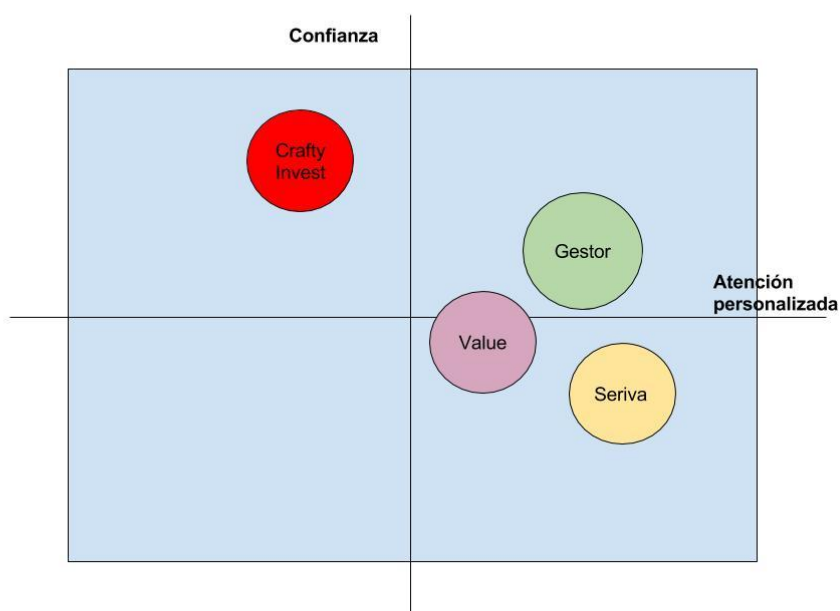 Confianza
Crafty
Invest
Gestor
Atención
personalizada
Value
Seriva